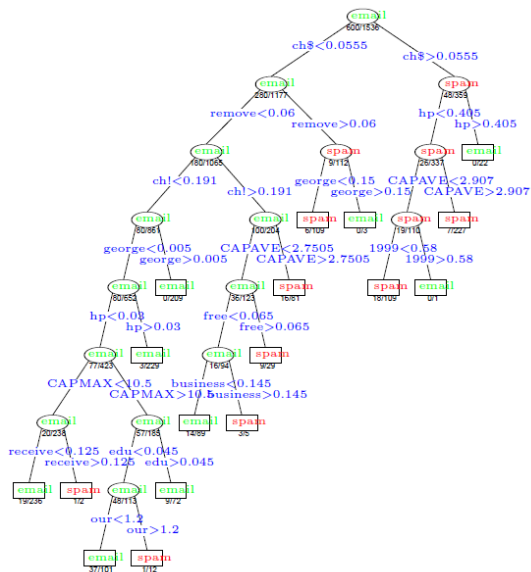 email
600/1536
ch$<0.0555
ch$>0.0555
email
280/1177
spam
48/359
remove<0.06
remove>0.06
hp<0.405
hp>0.405
email
180/1065
spam
9/112
spam
26/337
email
0/22
ch!<0.191
ch!>0.191
george<0.15
george>0.15
CAPAVE<2.907
CAPAVE>2.907
email
80/861
email
100/204
spam
6/109
email
0/3
spam
19/110
spam
7/227
george<0.005
george>0.005
CAPAVE<2.7505
CAPAVE>2.7505
1999<0.58
1999>0.58
email
80/652
email
0/209
email
36/123
spam
16/81
spam
18/109
email
0/1
hp<0.03
hp>0.03
free<0.065
free>0.065
email
77/423
email
3/229
email
16/94
spam
9/29
CAPMAX<10.5
CAPMAX>10.5
business<0.145
business>0.145
email
20/238
email
57/185
email
14/89
spam
3/5
receive<0.125
receive>0.125
edu<0.045
edu>0.045
email
19/236
spam
1/2
email
48/113
email
9/72
our<1.2
our>1.2
email
37/101
spam
1/12